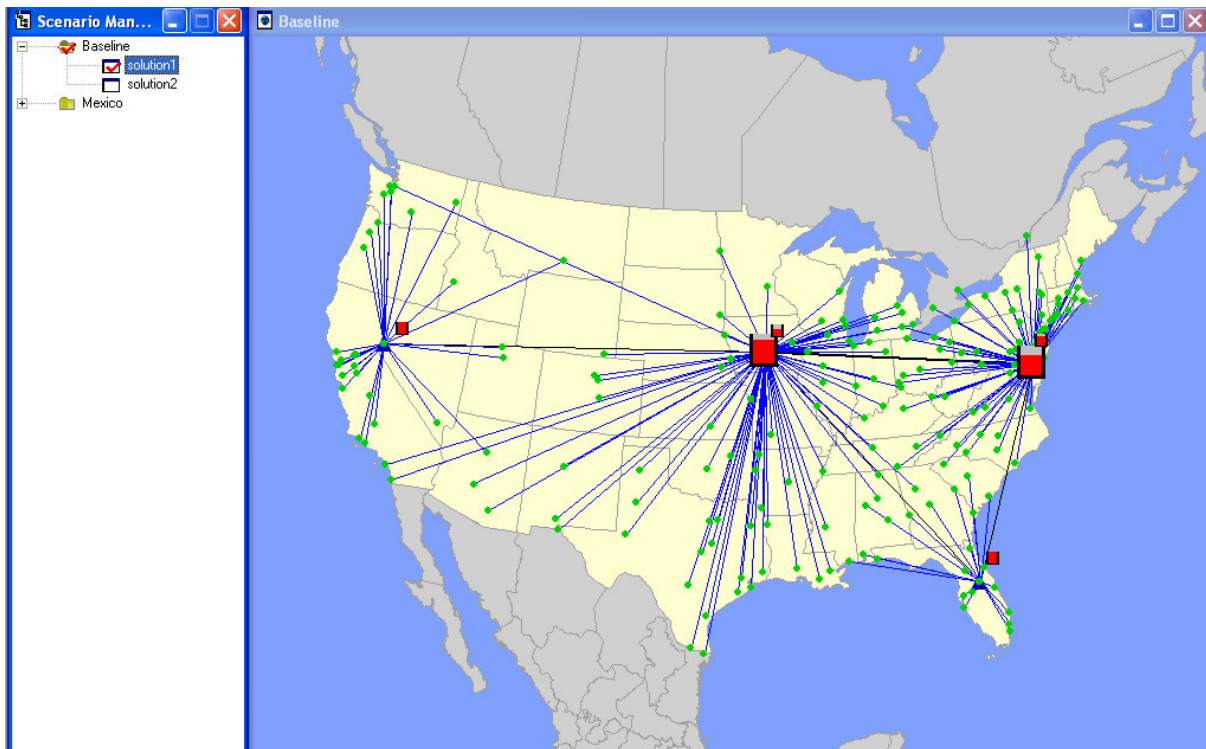 Scenario Man...
Baseline
solution1
solution2
Mexico
Baseline